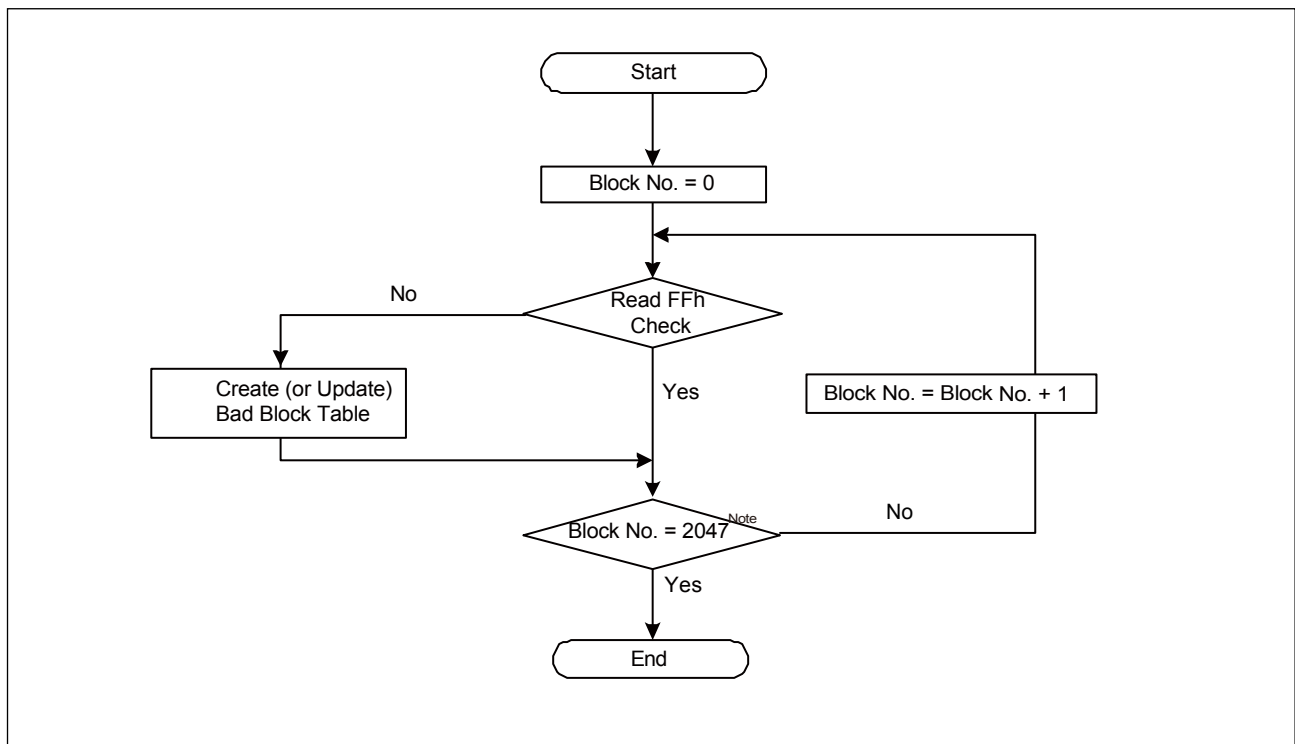 Start
Block No. = 0
No
Read FFh
Check
Create (or Update)
Bad Block Table
Yes
Block No. = Block No. + 1
Block No. = 2047 Note
No
Yes
End